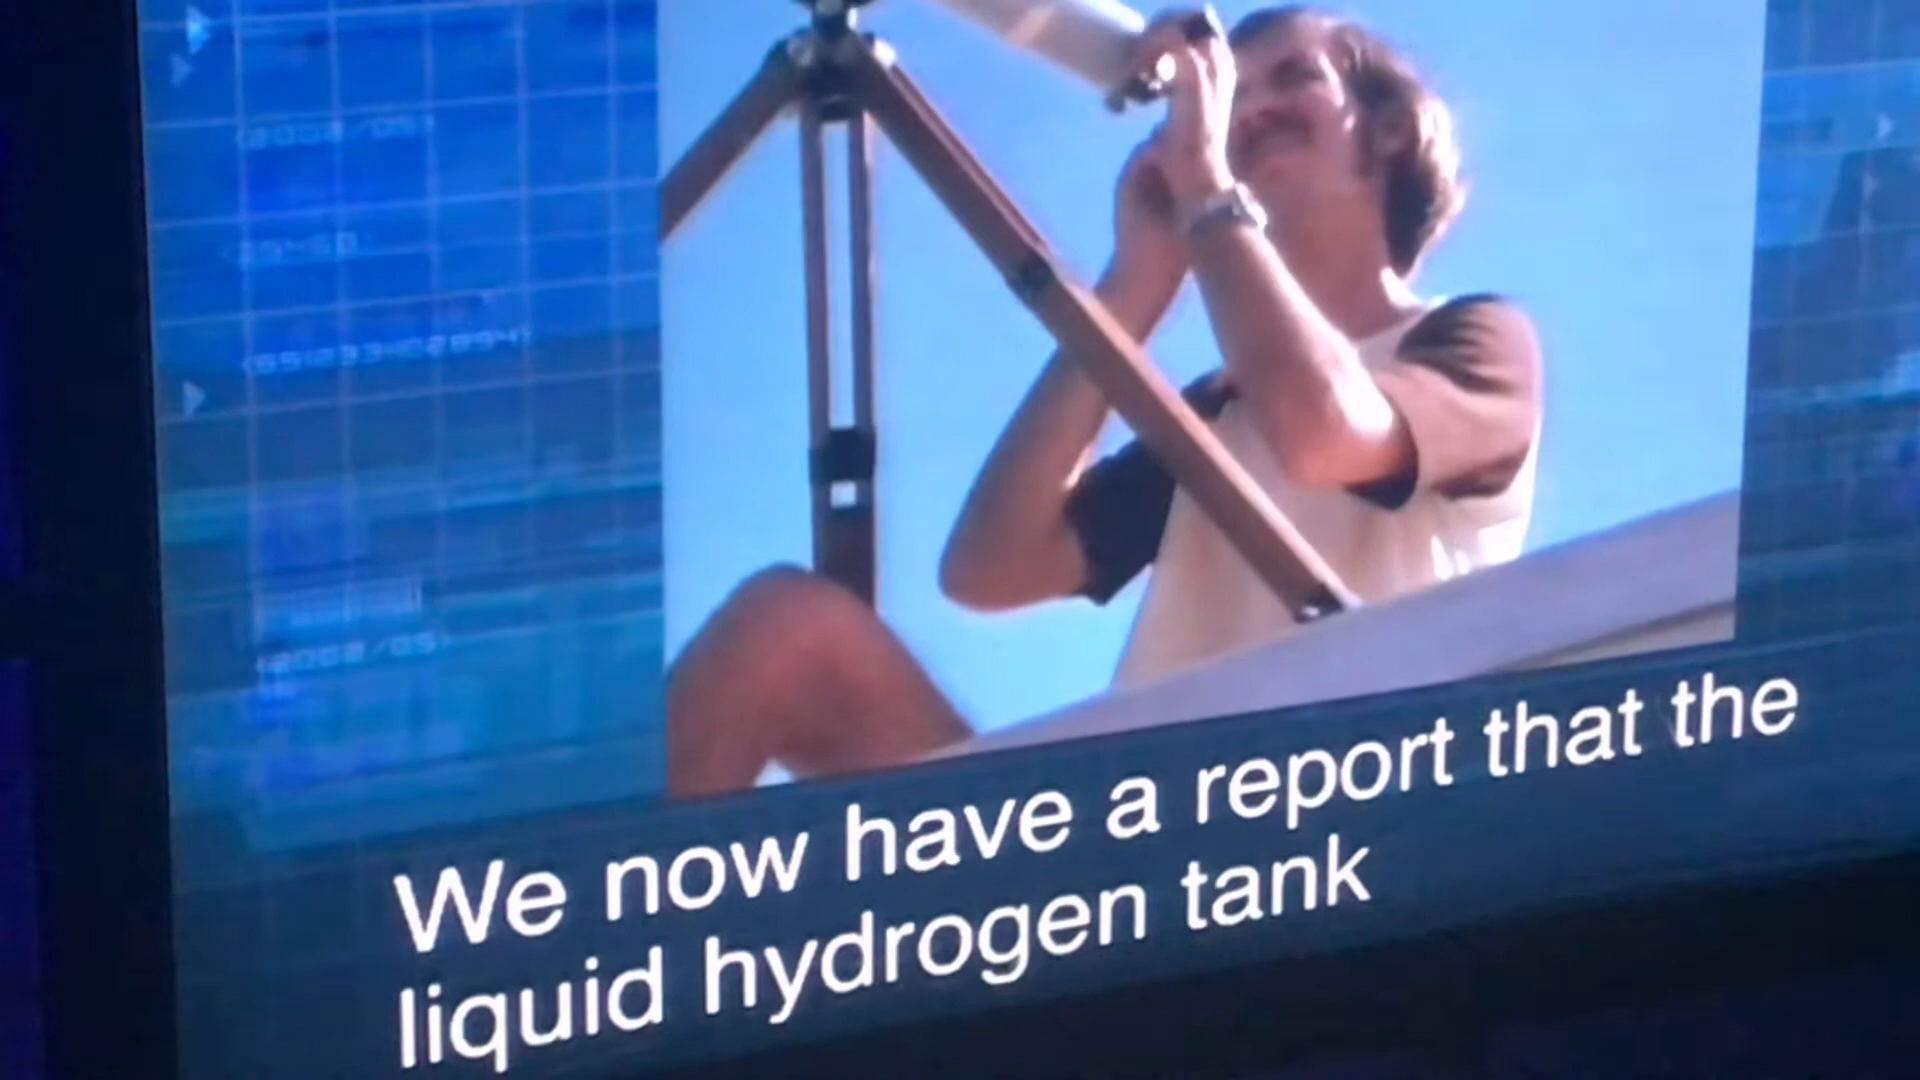 We now have a report that the
liquid hydrogen tank